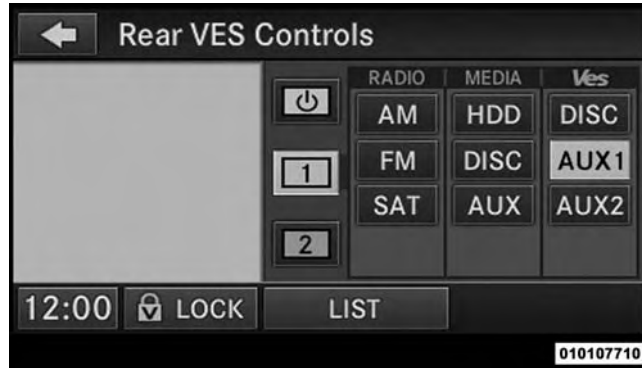 Rear VES Controls
RADIO MEDIA Ves
AM HDD DISC
1 FM DISC AUX1
SAT AUX AUX2
2
12:00 LOCK LIST
010107710